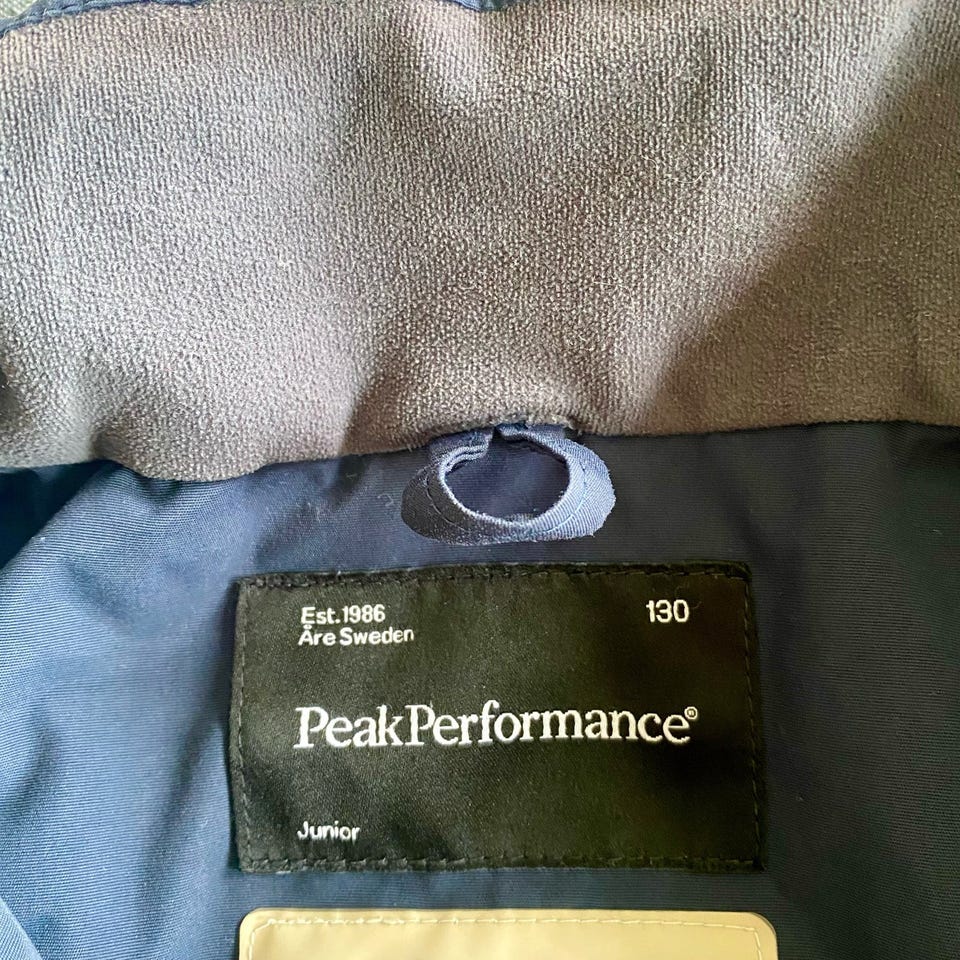 Est.1986
130
Åre Sweden
PeakPerformance®
Junior